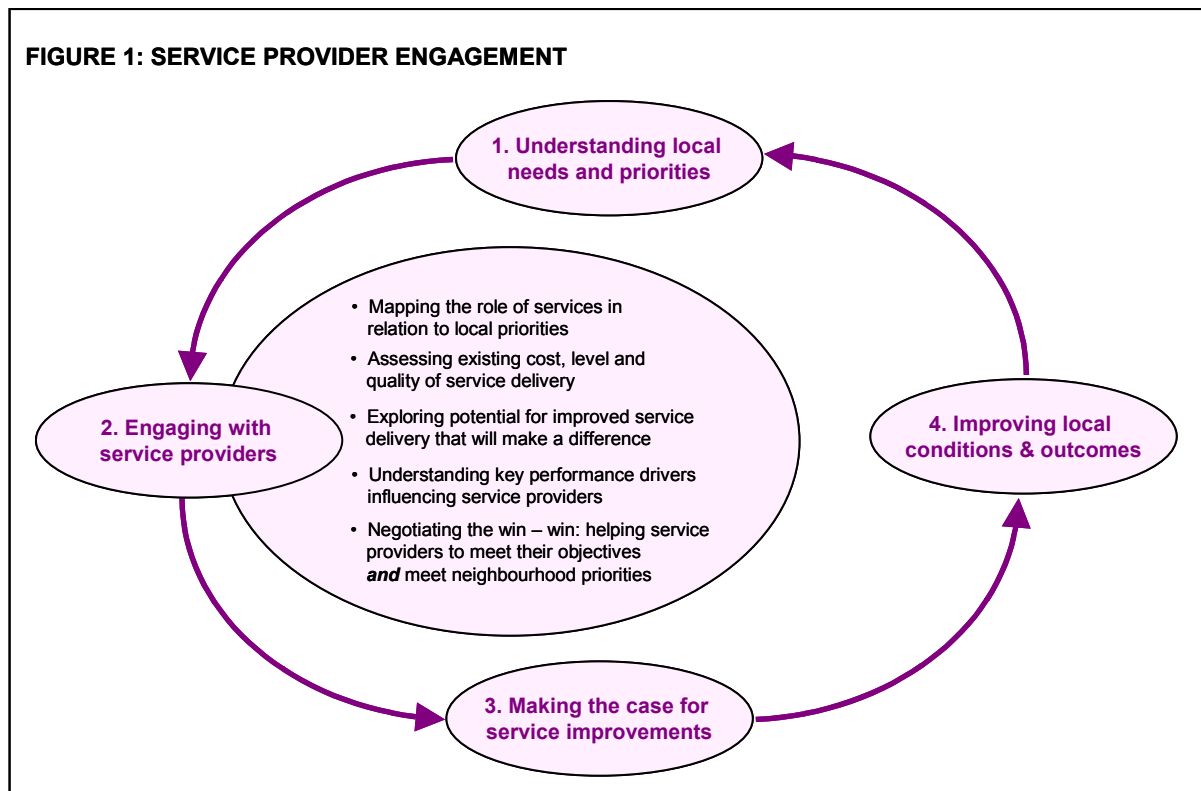 FIGURE 1: SERVICE PROVIDER ENGAGEMENT
1. Understanding local
needs and priorities
• Mapping the role of services in
relation to local priorities
• Assessing existing cost, level and
quality of service delivery
• Exploring potential for improved service
delivery that will make a difference
• Understanding key performance drivers
influencing service providers
• Negotiating the win – win: helping service
providers to meet their objectives
and meet neighbourhood priorities
2. Engaging with
service providers
4. Improving local
conditions & outcomes
3. Making the case for
service improvements